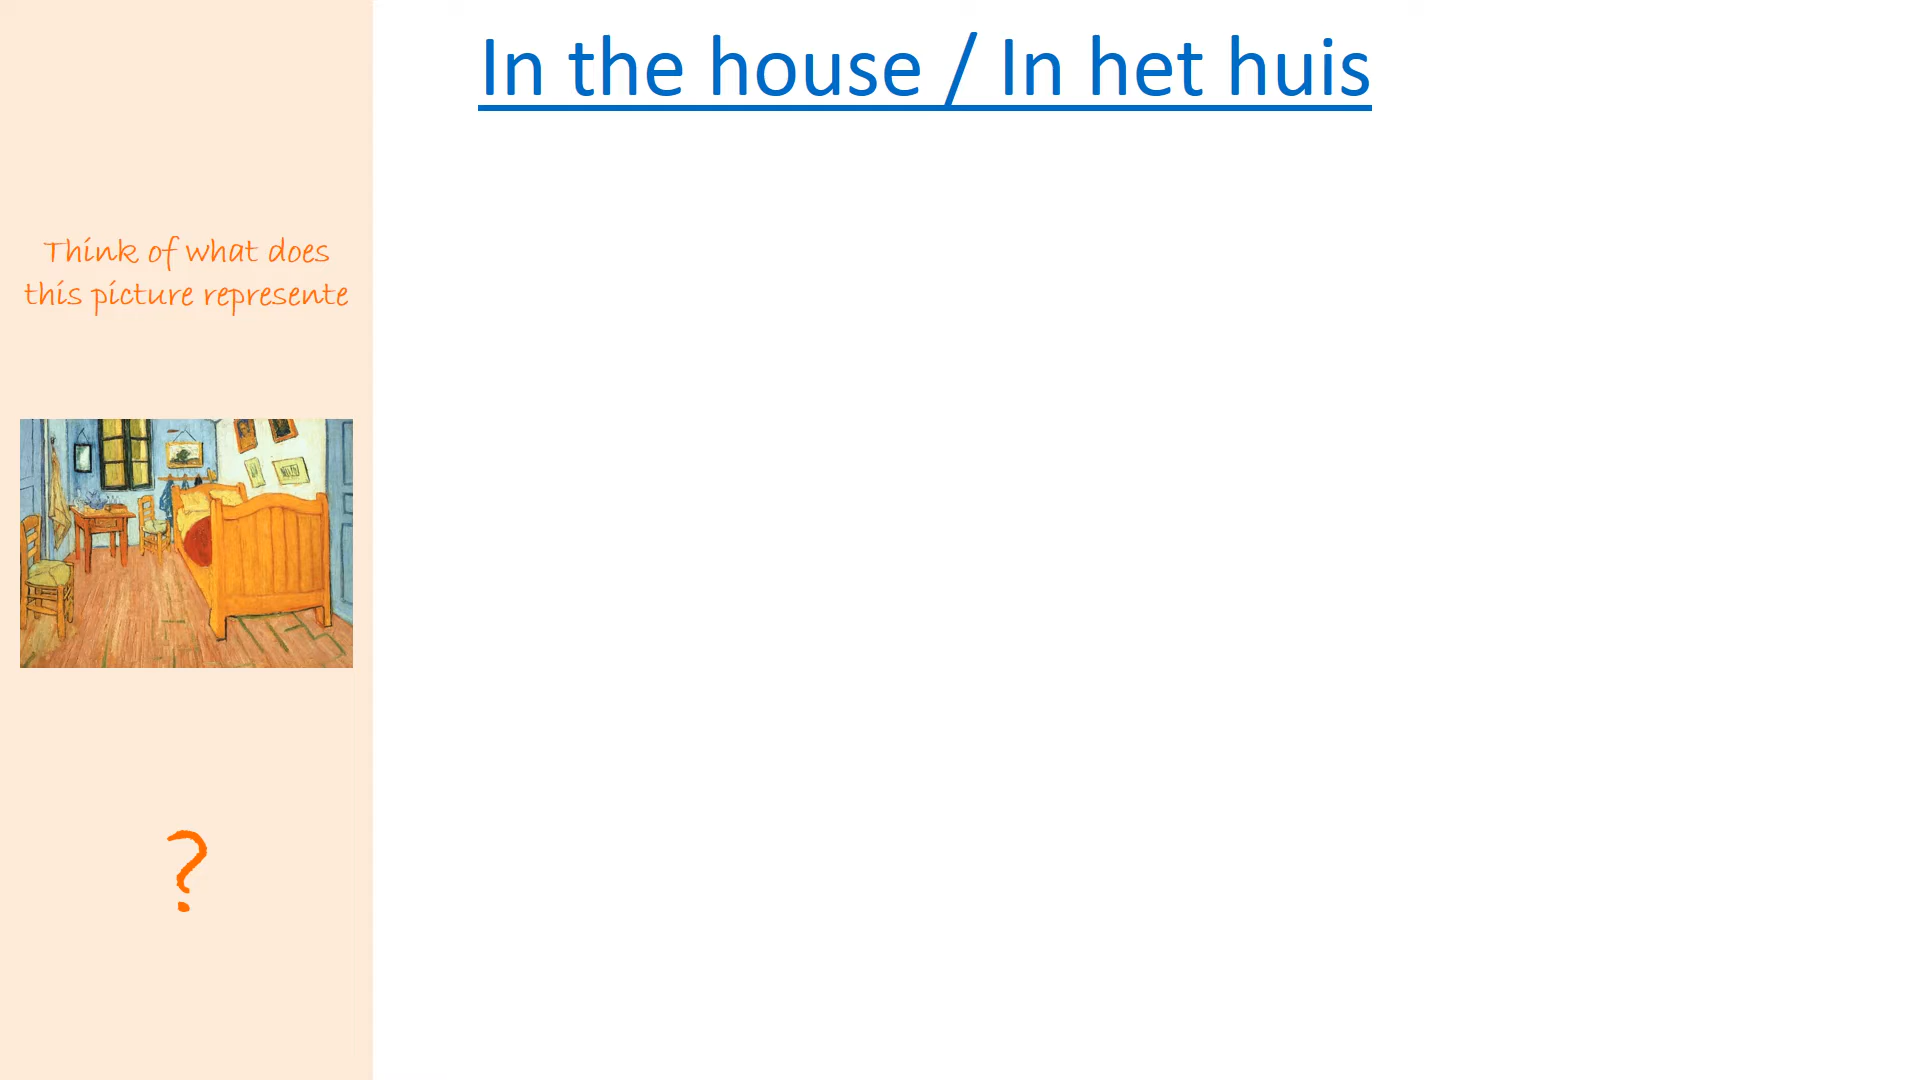 In the house / In het huis
Think of what does
this picture represente
?